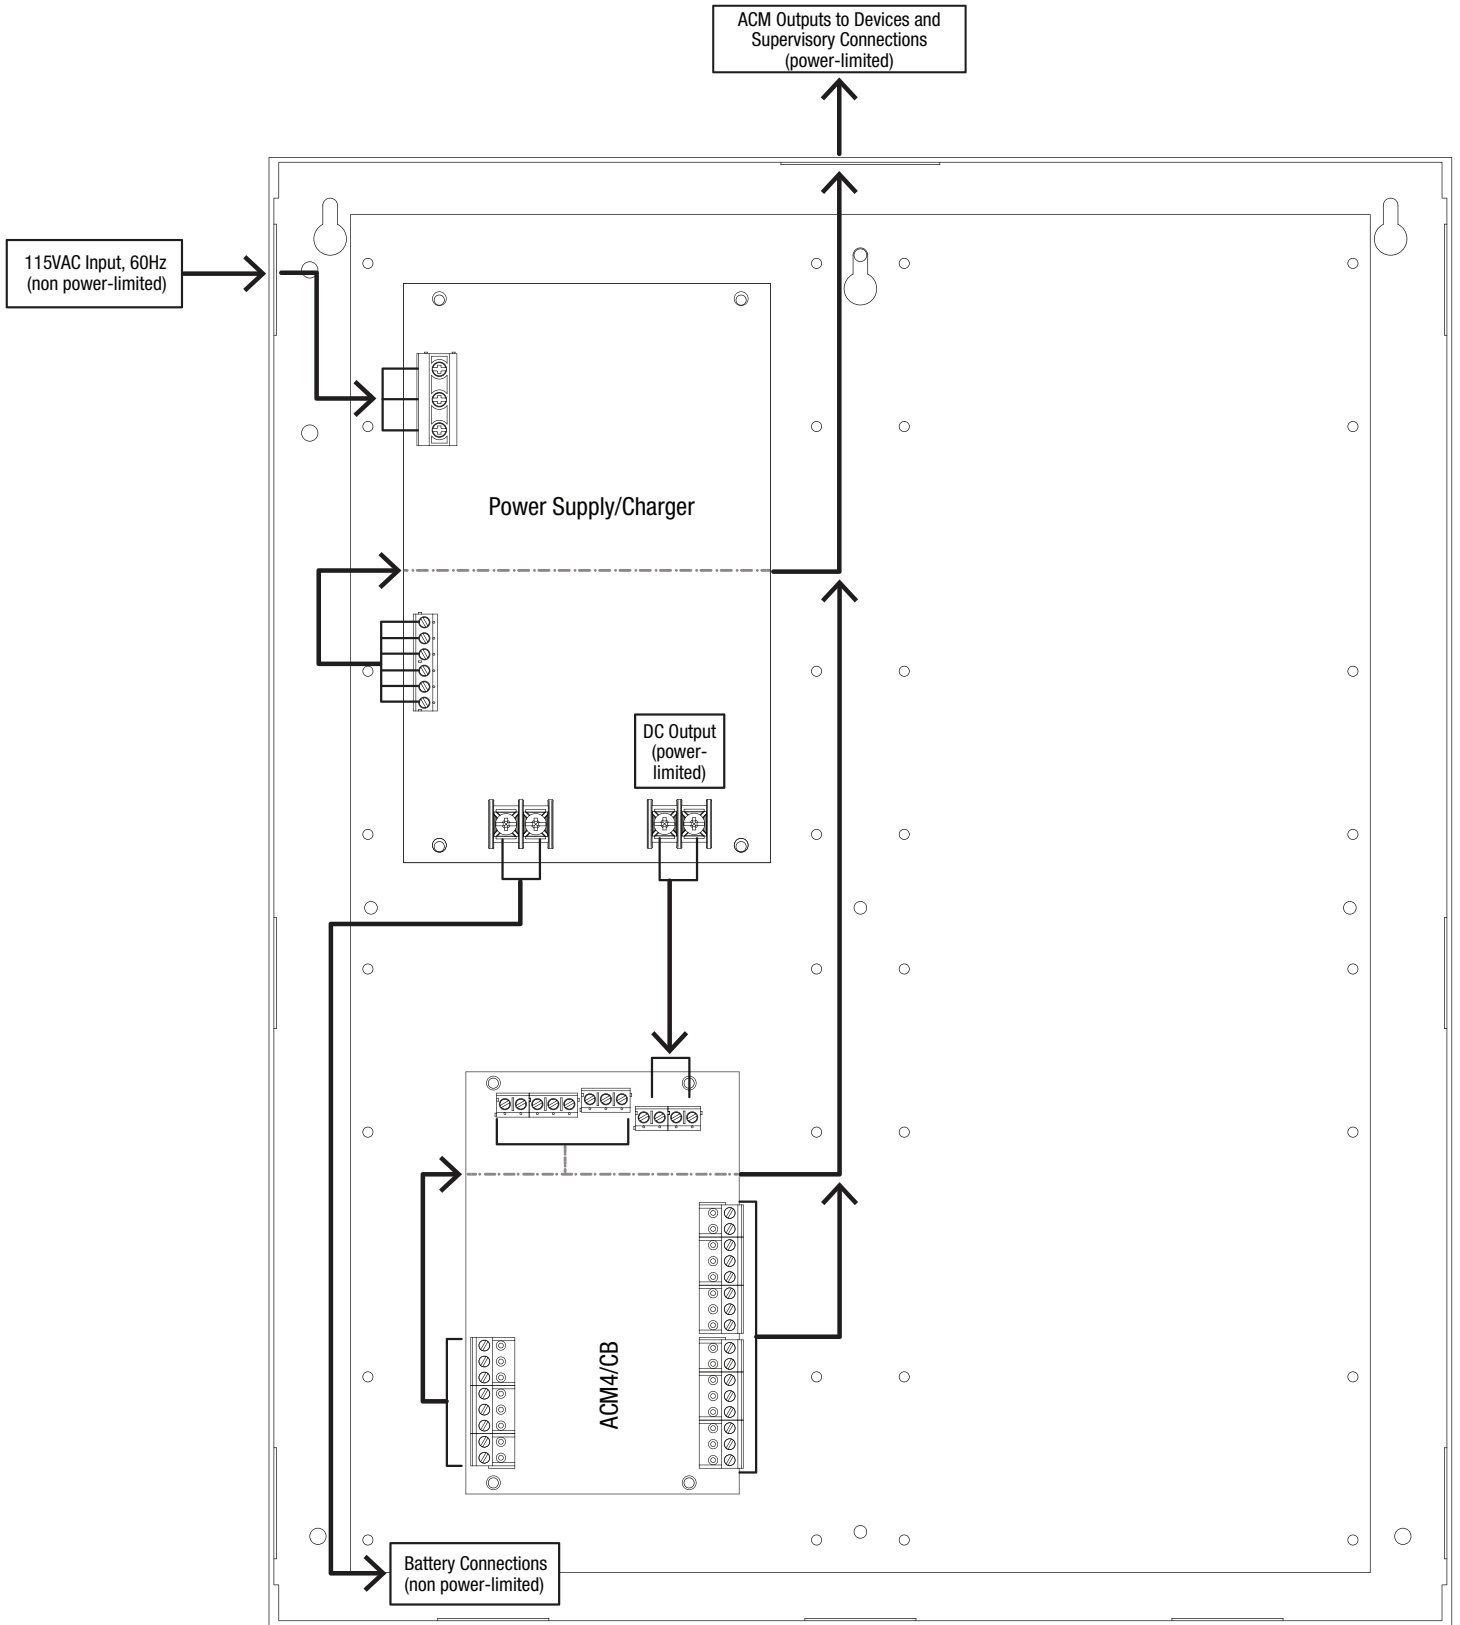 ACM Outputs to Devices and
Supervisory Connections
(power-limited)
115VAC Input, 60Hz
(non power-limited)
Power Supply/Charger
DC Output
(power-
limited)
ACM4/CB
Battery Connections
(non power-limited)